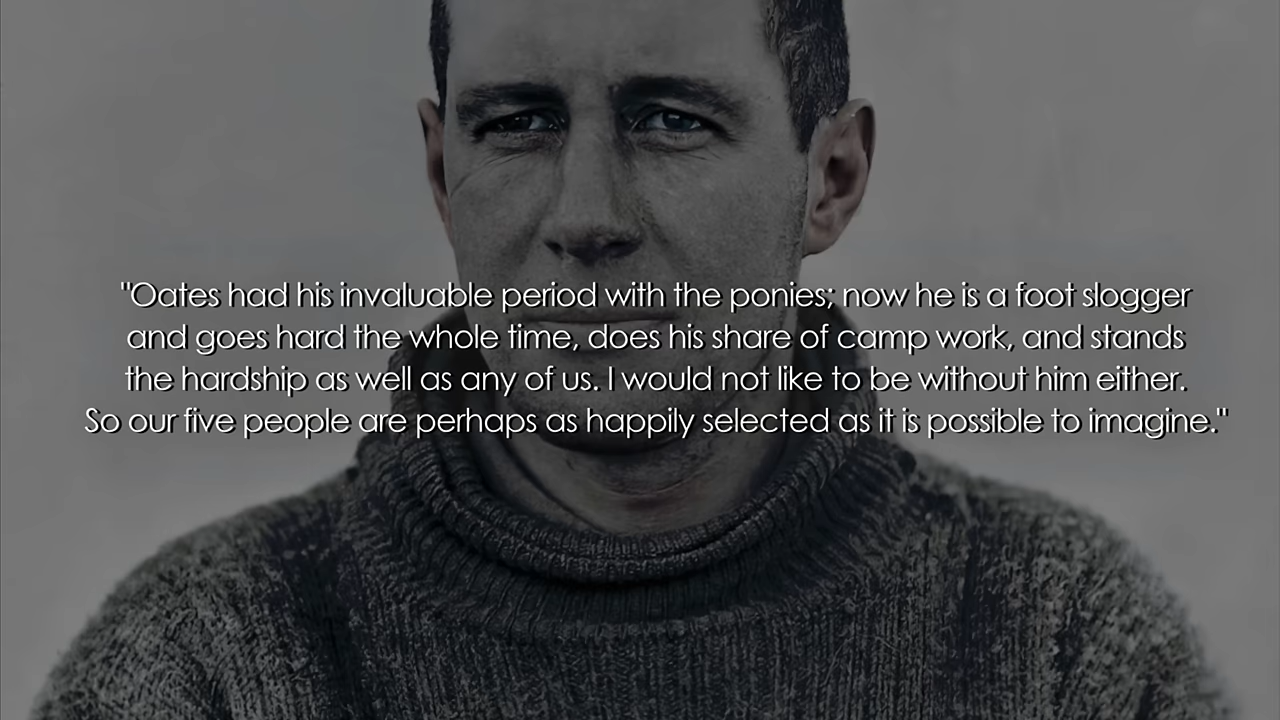 "Oates had his invaluable period with the ponies; now he is a foot slogger
and goes hard the whole time, does his share of camp work, and stands
the hardship as well as any of us. I would not like to be without him either.
So our five people are perhaps as happily selected as it is possible to imagine."